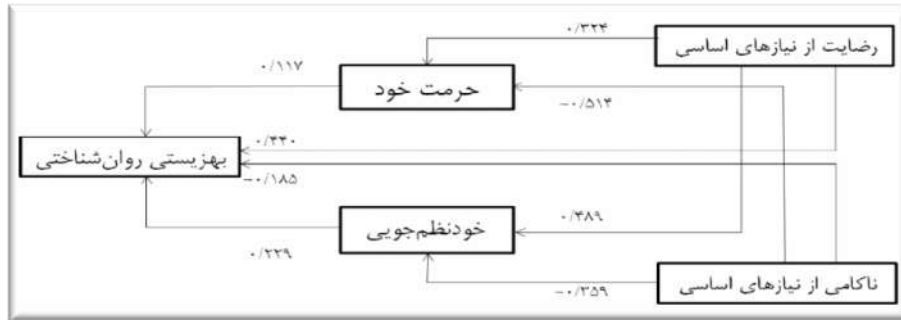 ۰/۳۲۴
رضایت از نیازهای اساسی
۰/۱۱۷
حرمت خود
-۰/۵۱۴
۰/۴۴۰
بهزیستی روان‌شناختی
-۰/۱۸۵
۰/۴۸۹
خودنظم‌جویی
۰/۲۲۹
ناکامی از نیازهای اساسی
-۰/۳۵۹